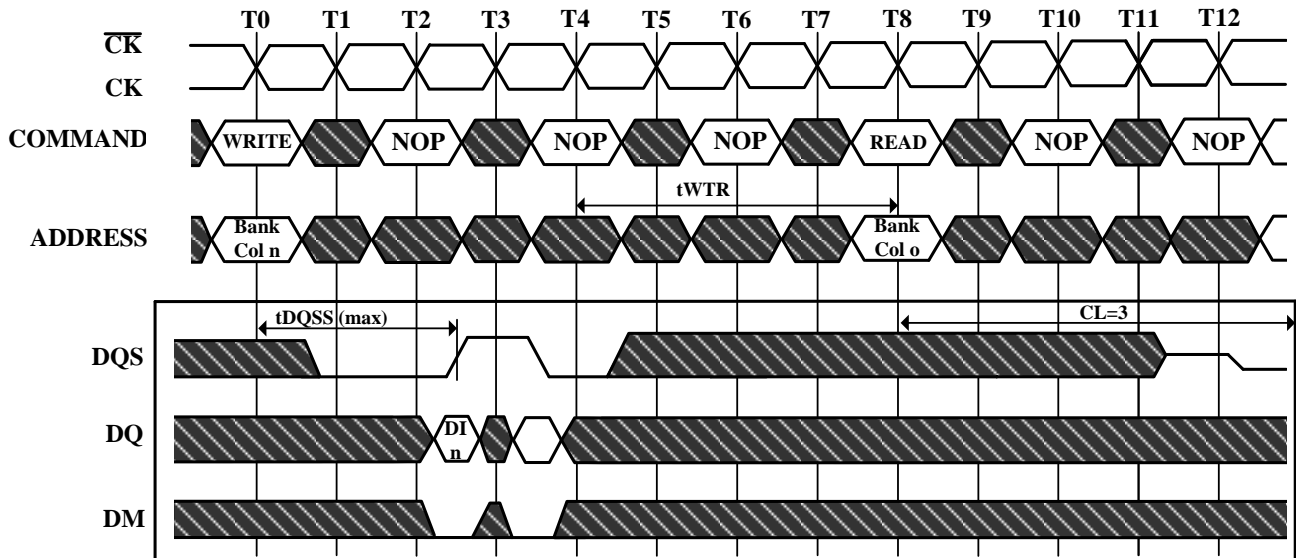 T0 T1 T2 T3 T4 T5 T6 T7 T8 T9 T10 T11 T12
CK
CK
COMMAND WRITE NOP NOP NOP READ NOP NOP
tWTR
ADDRESS Bank Col n Bank Col o
tDQSS (max) CL=3
DQS
DQ DI n
DM